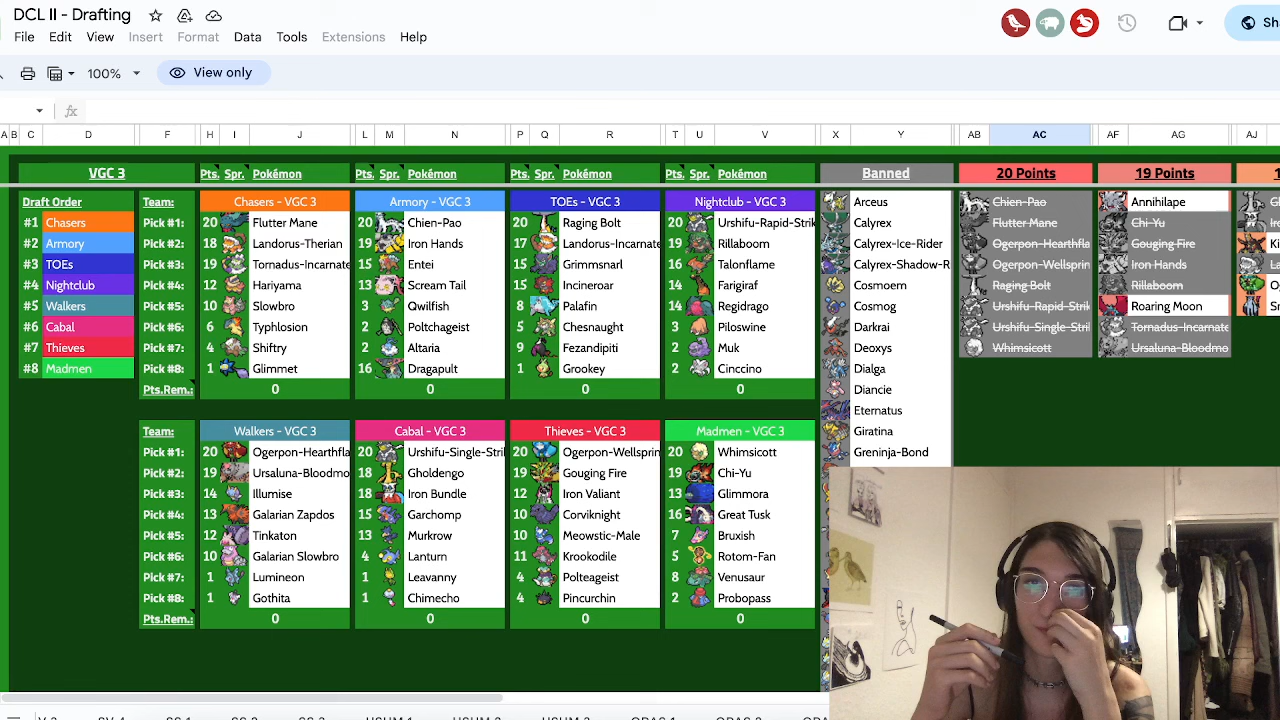 DCL II - Drafting
File Edit View Insert Format Data Tools Extensions Help
100% View only
A B C D F H I J L M N P Q R T U V X Y AB AC AF AG AJ
VGC 3 Pts. Spr. Pokémon Pts. Spr. Pokémon Pts. Spr. Pokémon Pts. Spr. Pokémon Banned 20 Points 19 Points
Draft Order Team: Chasers - VGC 3 Armory - VGC 3 TOEs - VGC 3 Nightclub - VGC 3 Arceus Chien-Pao Annihilape
#1 Chasers Pick #1: 20 Flutter Mane 20 Chien-Pao 20 Raging Bolt 20 Urshifu-Rapid-Strik Calyrex Flutter Mane Chi-Yu
#2 Armory Pick #2: 18 Landorus-Therian 19 Iron Hands 17 Landorus-Incarnate 19 Rillaboom Calyrex-Ice-Rider Ogerpon-Hearthfla Gouging Fire
#3 TOEs Pick #3: 19 Tornadus-Incarnate 15 Entei 15 Grimmsnarl 16 Talonflame Calyrex-Shadow-R Ogerpon-Wellsprin Iron Hands
#4 Nightclub Pick #4: 12 Hariyama 13 Scream Tail 15 Incineroar 14 Farigiraf Cosmoem Raging Bolt Rillaboom
#5 Walkers Pick #5: 10 Slowbro 3 Qwilfish 8 Palafin 14 Regidrago Cosmog Urshifu-Rapid-Strik Roaring Moon
#6 Cabal Pick #6: 6 Typhlosion 2 Poltchageist 5 Chesnaught 3 Piloswine Darkrai Urshifu-Single-Stril Tornadus-Incarnate
#7 Thieves Pick #7: 4 Shiftry 2 Altaria 9 Fezandipiti 2 Muk Deoxys Whimsicott Ursaluna-Bloodmo
#8 Madmen Pick #8: 1 Glimmet 16 Dragapult 1 Grookey 2 Cinccino Dialga
Pts.Rem.: 0 0 0 0 Diancie
Eternatus
Team: Walkers - VGC 3 Cabal - VGC 3 Thieves - VGC 3 Madmen - VGC 3 Giratina
Pick #1: 20 Ogerpon-Hearthfla 20 Urshifu-Single-Stril 20 Ogerpon-Wellsprin 20 Whimsicott Greninja-Bond
Pick #2: 19 Ursaluna-Bloodmo 18 Gholdengo 19 Gouging Fire 19 Chi-Yu
Pick #3: 14 Illumise 18 Iron Bundle 12 Iron Valiant 13 Glimmora
Pick #4: 13 Galarian Zapdos 15 Garchomp 10 Corviknight 16 Great Tusk
Pick #5: 12 Tinkaton 13 Murkrow 10 Meowstic-Male 7 Bruxish
Pick #6: 10 Galarian Slowbro 4 Lanturn 11 Krookodile 5 Rotom-Fan
Pick #7: 1 Lumineon 1 Leavanny 4 Polteageist 8 Venusaur
Pick #8: 1 Gothita 1 Chimecho 4 Pincurchin 2 Probopass
Pts.Rem.: 0 0 0 0